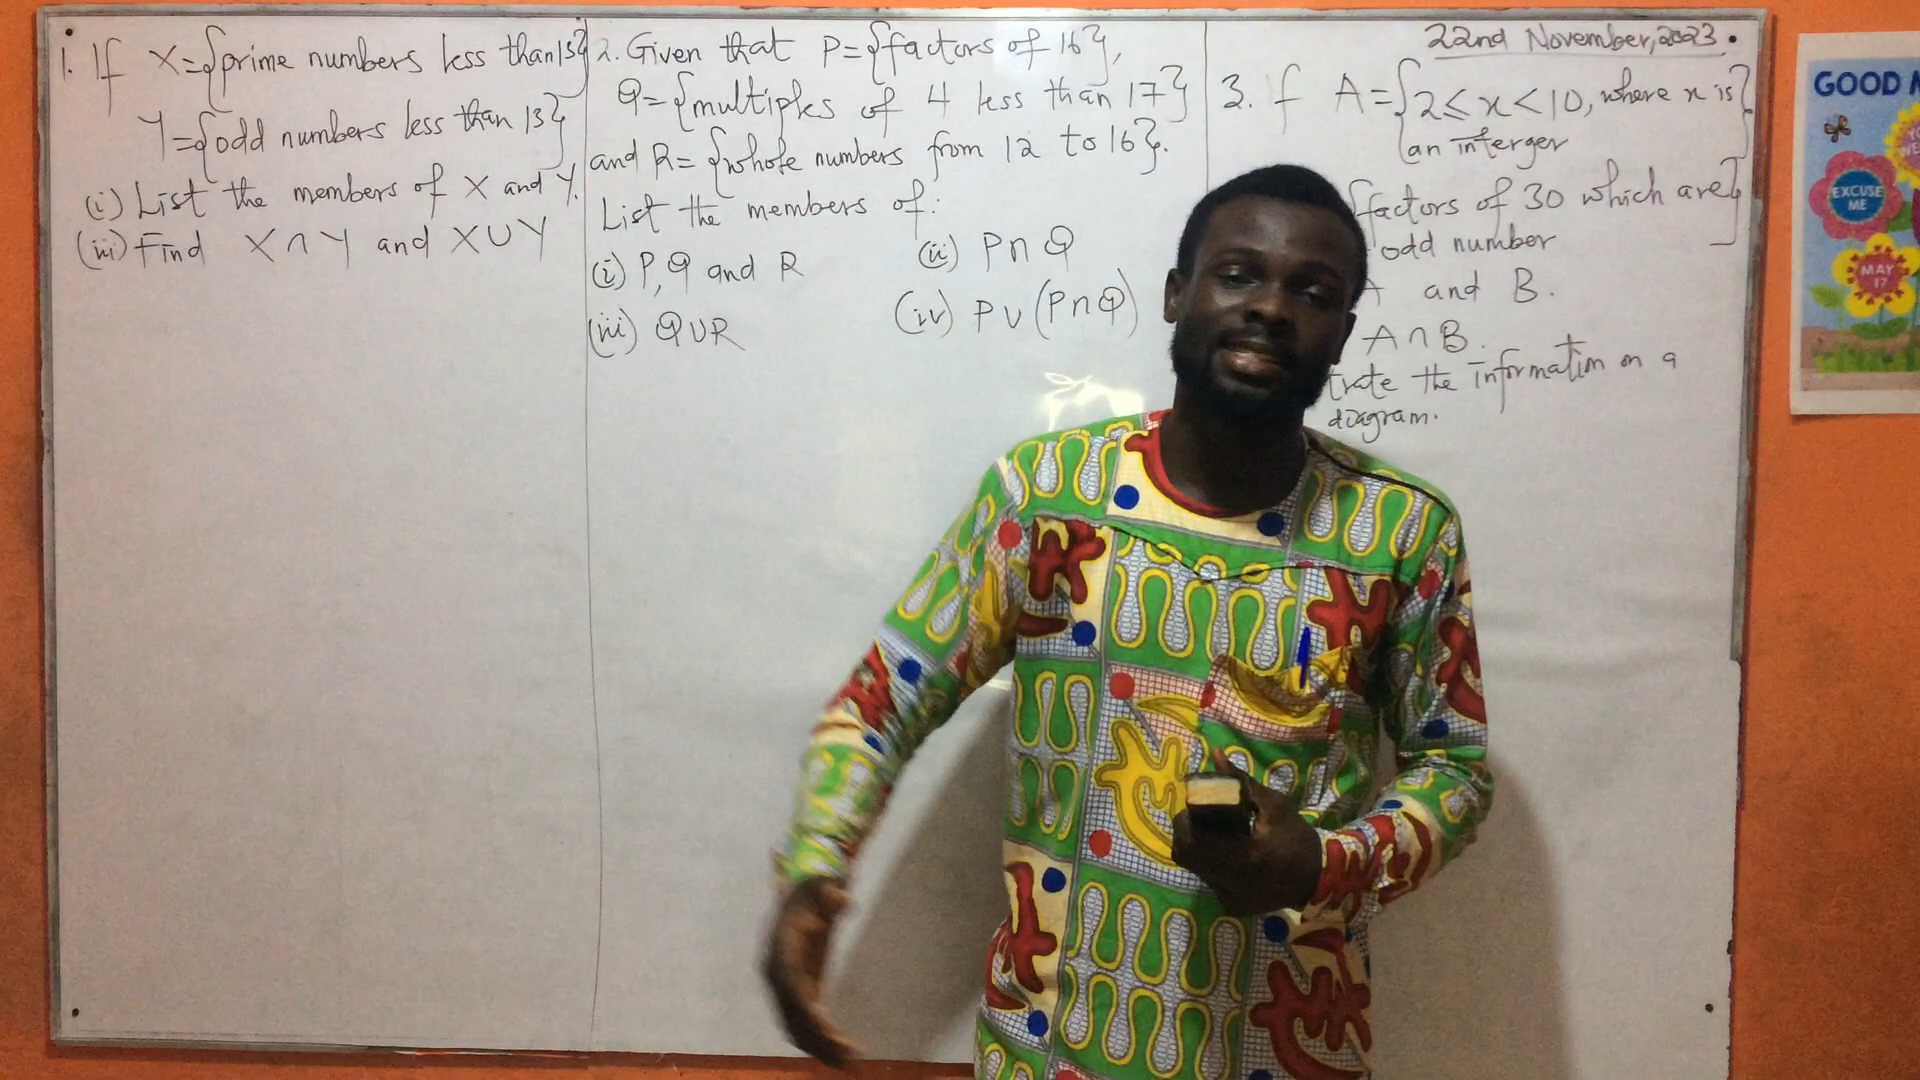 1. If X={prime numbers less than 13}
Y={odd numbers less than 13}
(i) List the members of X and Y.
(iii) Find X∩Y and X∪Y
2. Given that P={factors of 16},
Q={multiples of 4 less than 17}
and R={whole numbers from 12 to 16}.
List the members of:
(i) P, Q and R
(ii) P∩Q
(iii) Q∪R
(iv) P∪(P∩Q)
22nd November, 2023.
3. f A={2≤x<10, where x is}
an interger
{factors of 30 which are}
odd number
and B.
A∩B.
trate the information on a
diagram.
GOOD
EXCUSE
ME
MAY
I?